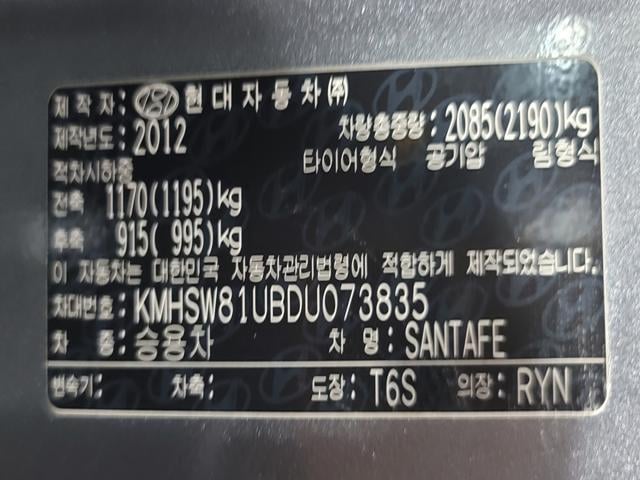 제 작 자 : 현 대 자 동 차 ㈜
제작년도 : 2012 차량총중량 : 2085(2190)kg
적차시하중 타이어형식 공기압 림형식
전축 1170(1195)kg
후축 915( 995)kg
이 자동차는 대한민국 자동차관리법령에 적합하게 제작되었습니다.
차대번호 : KMHSW81UBDU073835
차 종 : 승용차 차 명 : SANTAFE
변속기 : 차축 : 도장 : T6S 의장 : RYN